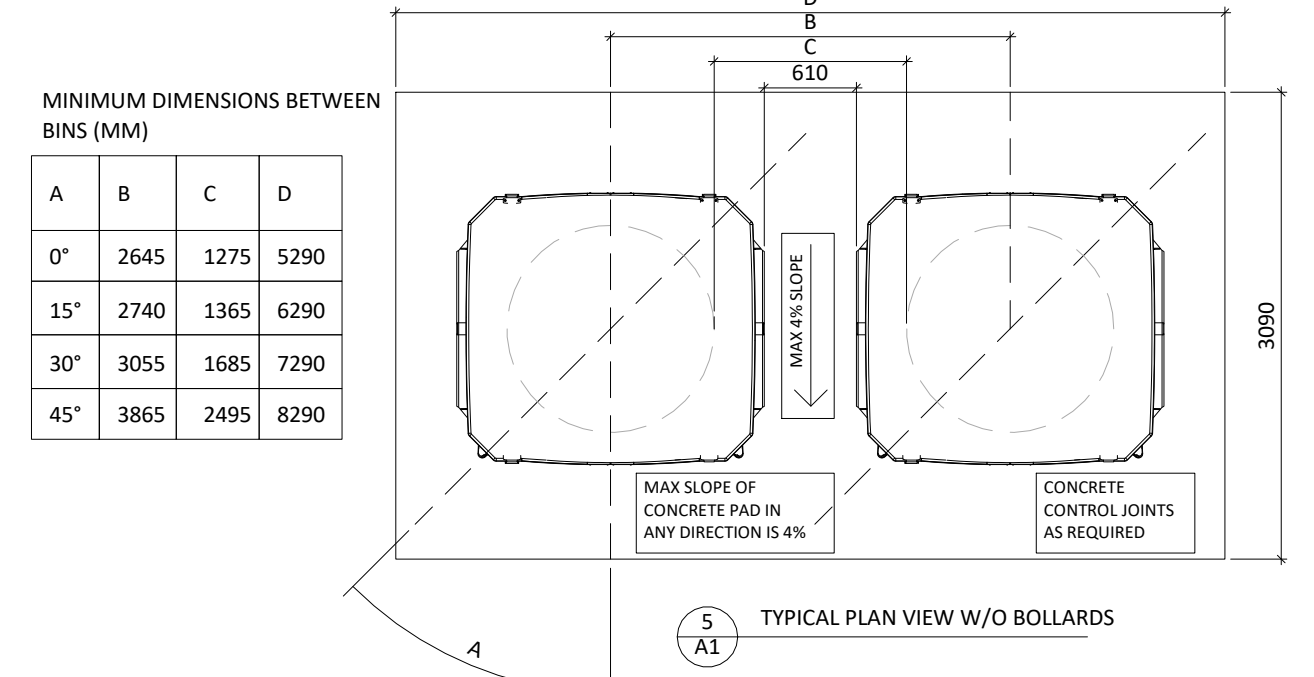 D
B
C
610
MINIMUM DIMENSIONS BETWEEN
BINS (MM)
A B C D
0° 2645 1275 5290
15° 2740 1365 6290
30° 3055 1685 7290
45° 3865 2495 8290
MAX 4% SLOPE
3090
MAX SLOPE OF
CONCRETE PAD IN
ANY DIRECTION IS 4%
CONCRETE
CONTROL JOINTS
AS REQUIRED
A
5
A1
TYPICAL PLAN VIEW W/O BOLLARDS